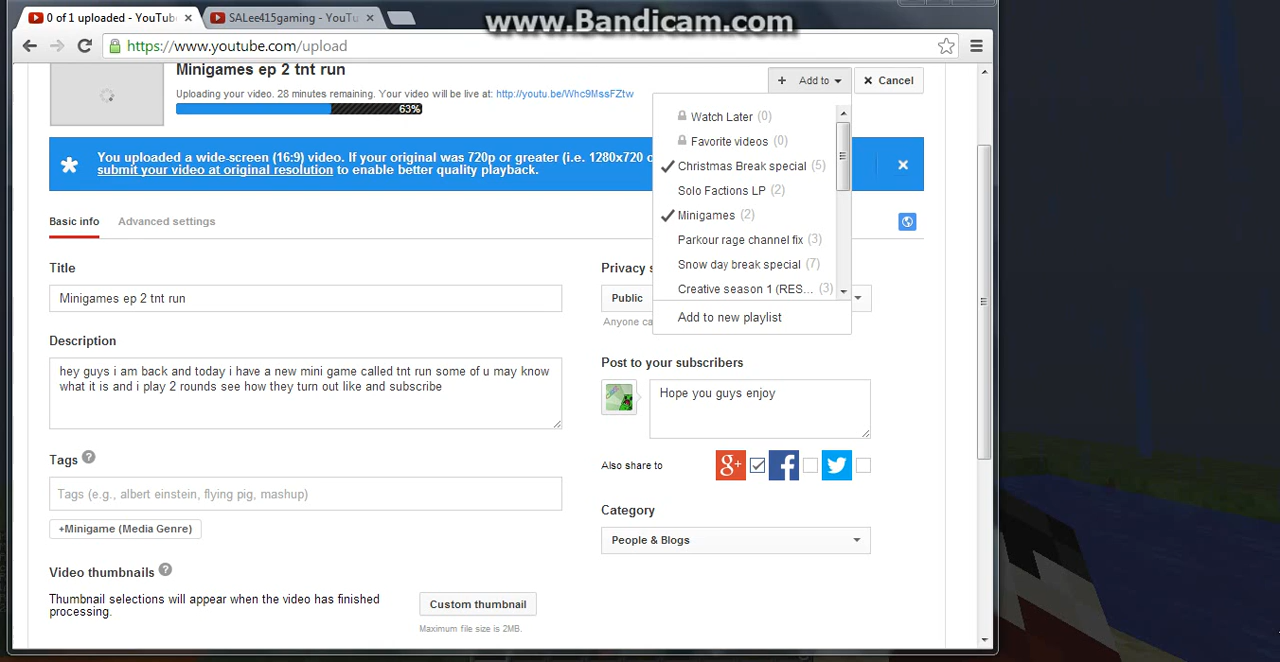 www.Bandicam.com
0 of 1 uploaded - YouTub
SALee415gaming - YouTu
https://www.youtube.com/upload
Minigames ep 2 tnt run
+ Add to
Cancel
Uploading your video. 28 minutes remaining. Your video will be live at: http://youtu.be/Whc9MssFZtw
63%
Watch Later (0)
Favorite videos (0)
Christmas Break special (5)
Solo Factions LP (2)
Minigames (2)
Parkour rage channel fix (3)
Snow day break special (7)
Creative season 1 (RES... (3)
Add to new playlist
You uploaded a wide-screen (16:9) video. If your original was 720p or greater (i.e. 1280x720 o
submit your video at original resolution to enable better quality playback.
Basic info
Advanced settings
Title
Minigames ep 2 tnt run
Privacy s
Public
Anyone ca
Description
hey guys i am back and today i have a new mini game called tnt run some of u may know
what it is and i play 2 rounds see how they turn out like and subscribe
Post to your subscribers
Hope you guys enjoy
Also share to
g+
f
Tags ?
Tags (e.g., albert einstein, flying pig, mashup)
+Minigame (Media Genre)
Category
People & Blogs
Video thumbnails ?
Thumbnail selections will appear when the video has finished
processing.
Custom thumbnail
Maximum file size is 2MB.